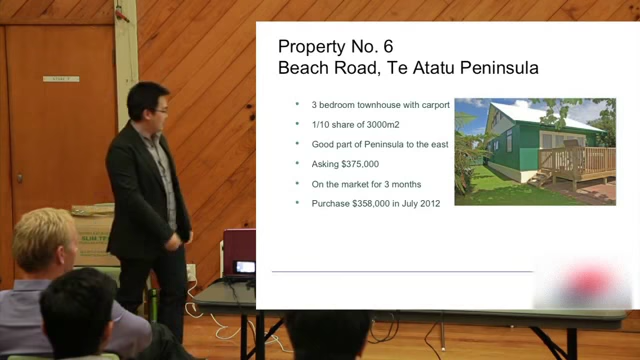 Property No. 6
Beach Road, Te Atatu Peninsula
3 bedroom townhouse with carport
1/10 share of 3000m2
Good part of Peninsula to the east
Asking $375,000
On the market for 3 months
Purchase $358,000 in July 2012